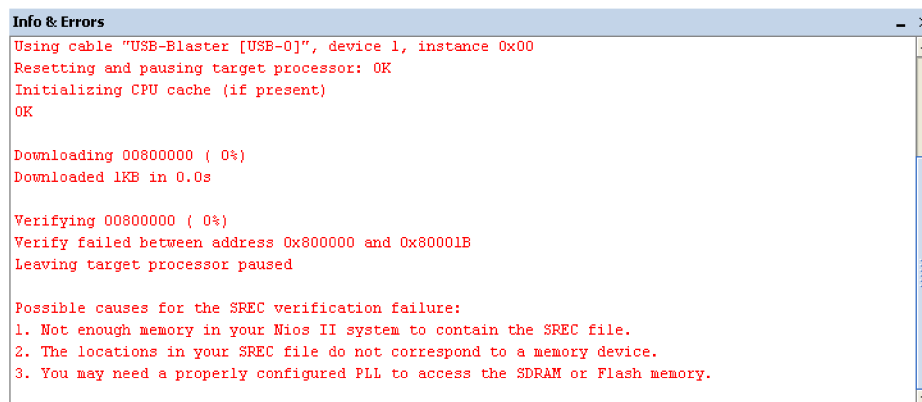 Info & Errors
Using cable "USB-Blaster [USB-0]", device 1, instance 0x00
Resetting and pausing target processor: OK
Initializing CPU cache (if present)
OK
Downloading 00800000 ( 0%)
Downloaded 1KB in 0.0s
Verifying 00800000 ( 0%)
Verify failed between address 0x800000 and 0x80001B
Leaving target processor paused
Possible causes for the SREC verification failure:
1. Not enough memory in your Nios II system to contain the SREC file.
2. The locations in your SREC file do not correspond to a memory device.
3. You may need a properly configured PLL to access the SDRAM or Flash memory.